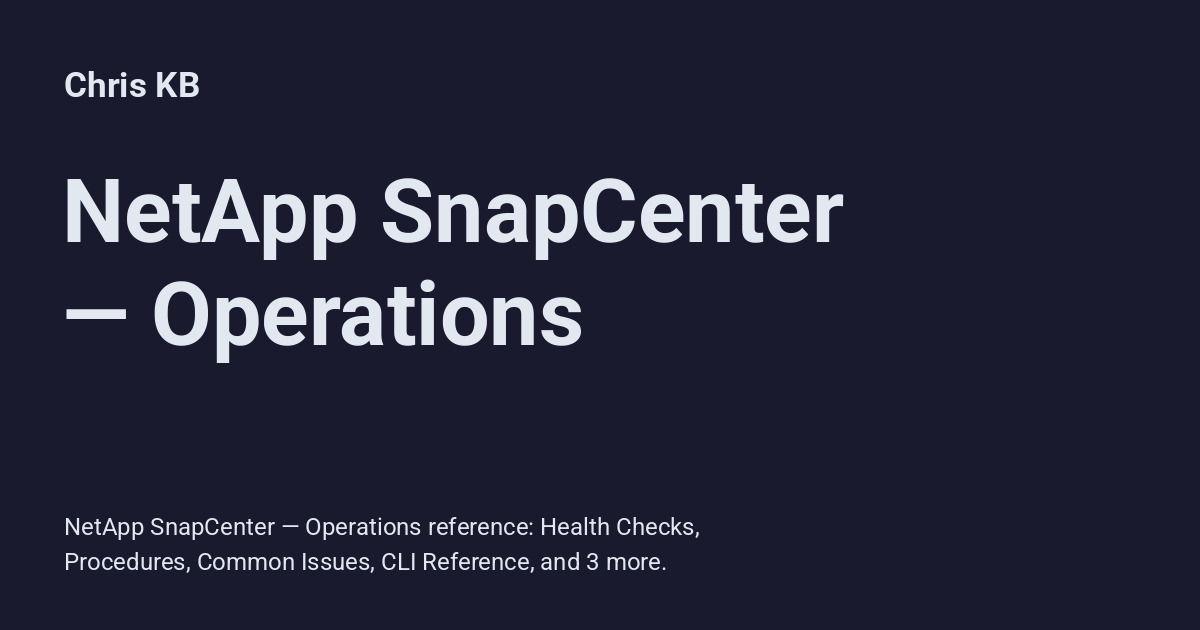 Chris KB
NetApp SnapCenter
— Operations
NetApp SnapCenter — Operations reference: Health Checks,
Procedures, Common Issues, CLI Reference, and 3 more.